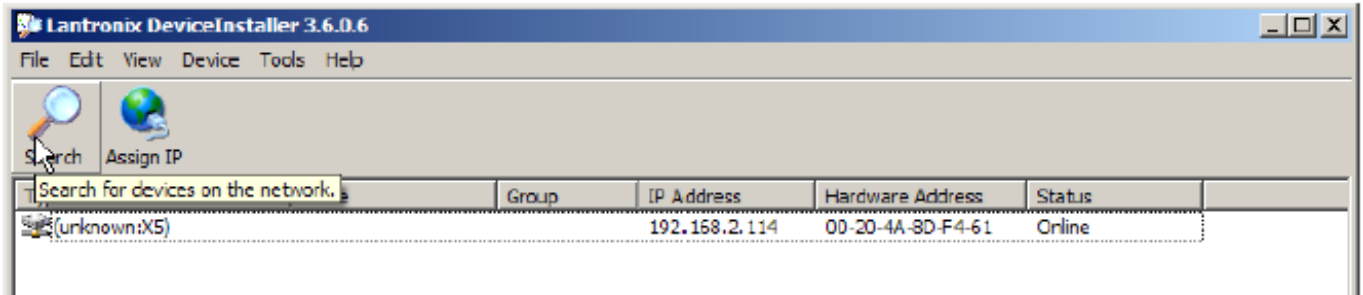 Lantronix DeviceInstaller 3.6.0.6
File Edit View Device Tools Help
Search Assign IP
Search for devices on the network.
Group IP Address Hardware Address Status
(unknown:X5) 192.168.2.114 00-20-4A-8D-F4-61 Online